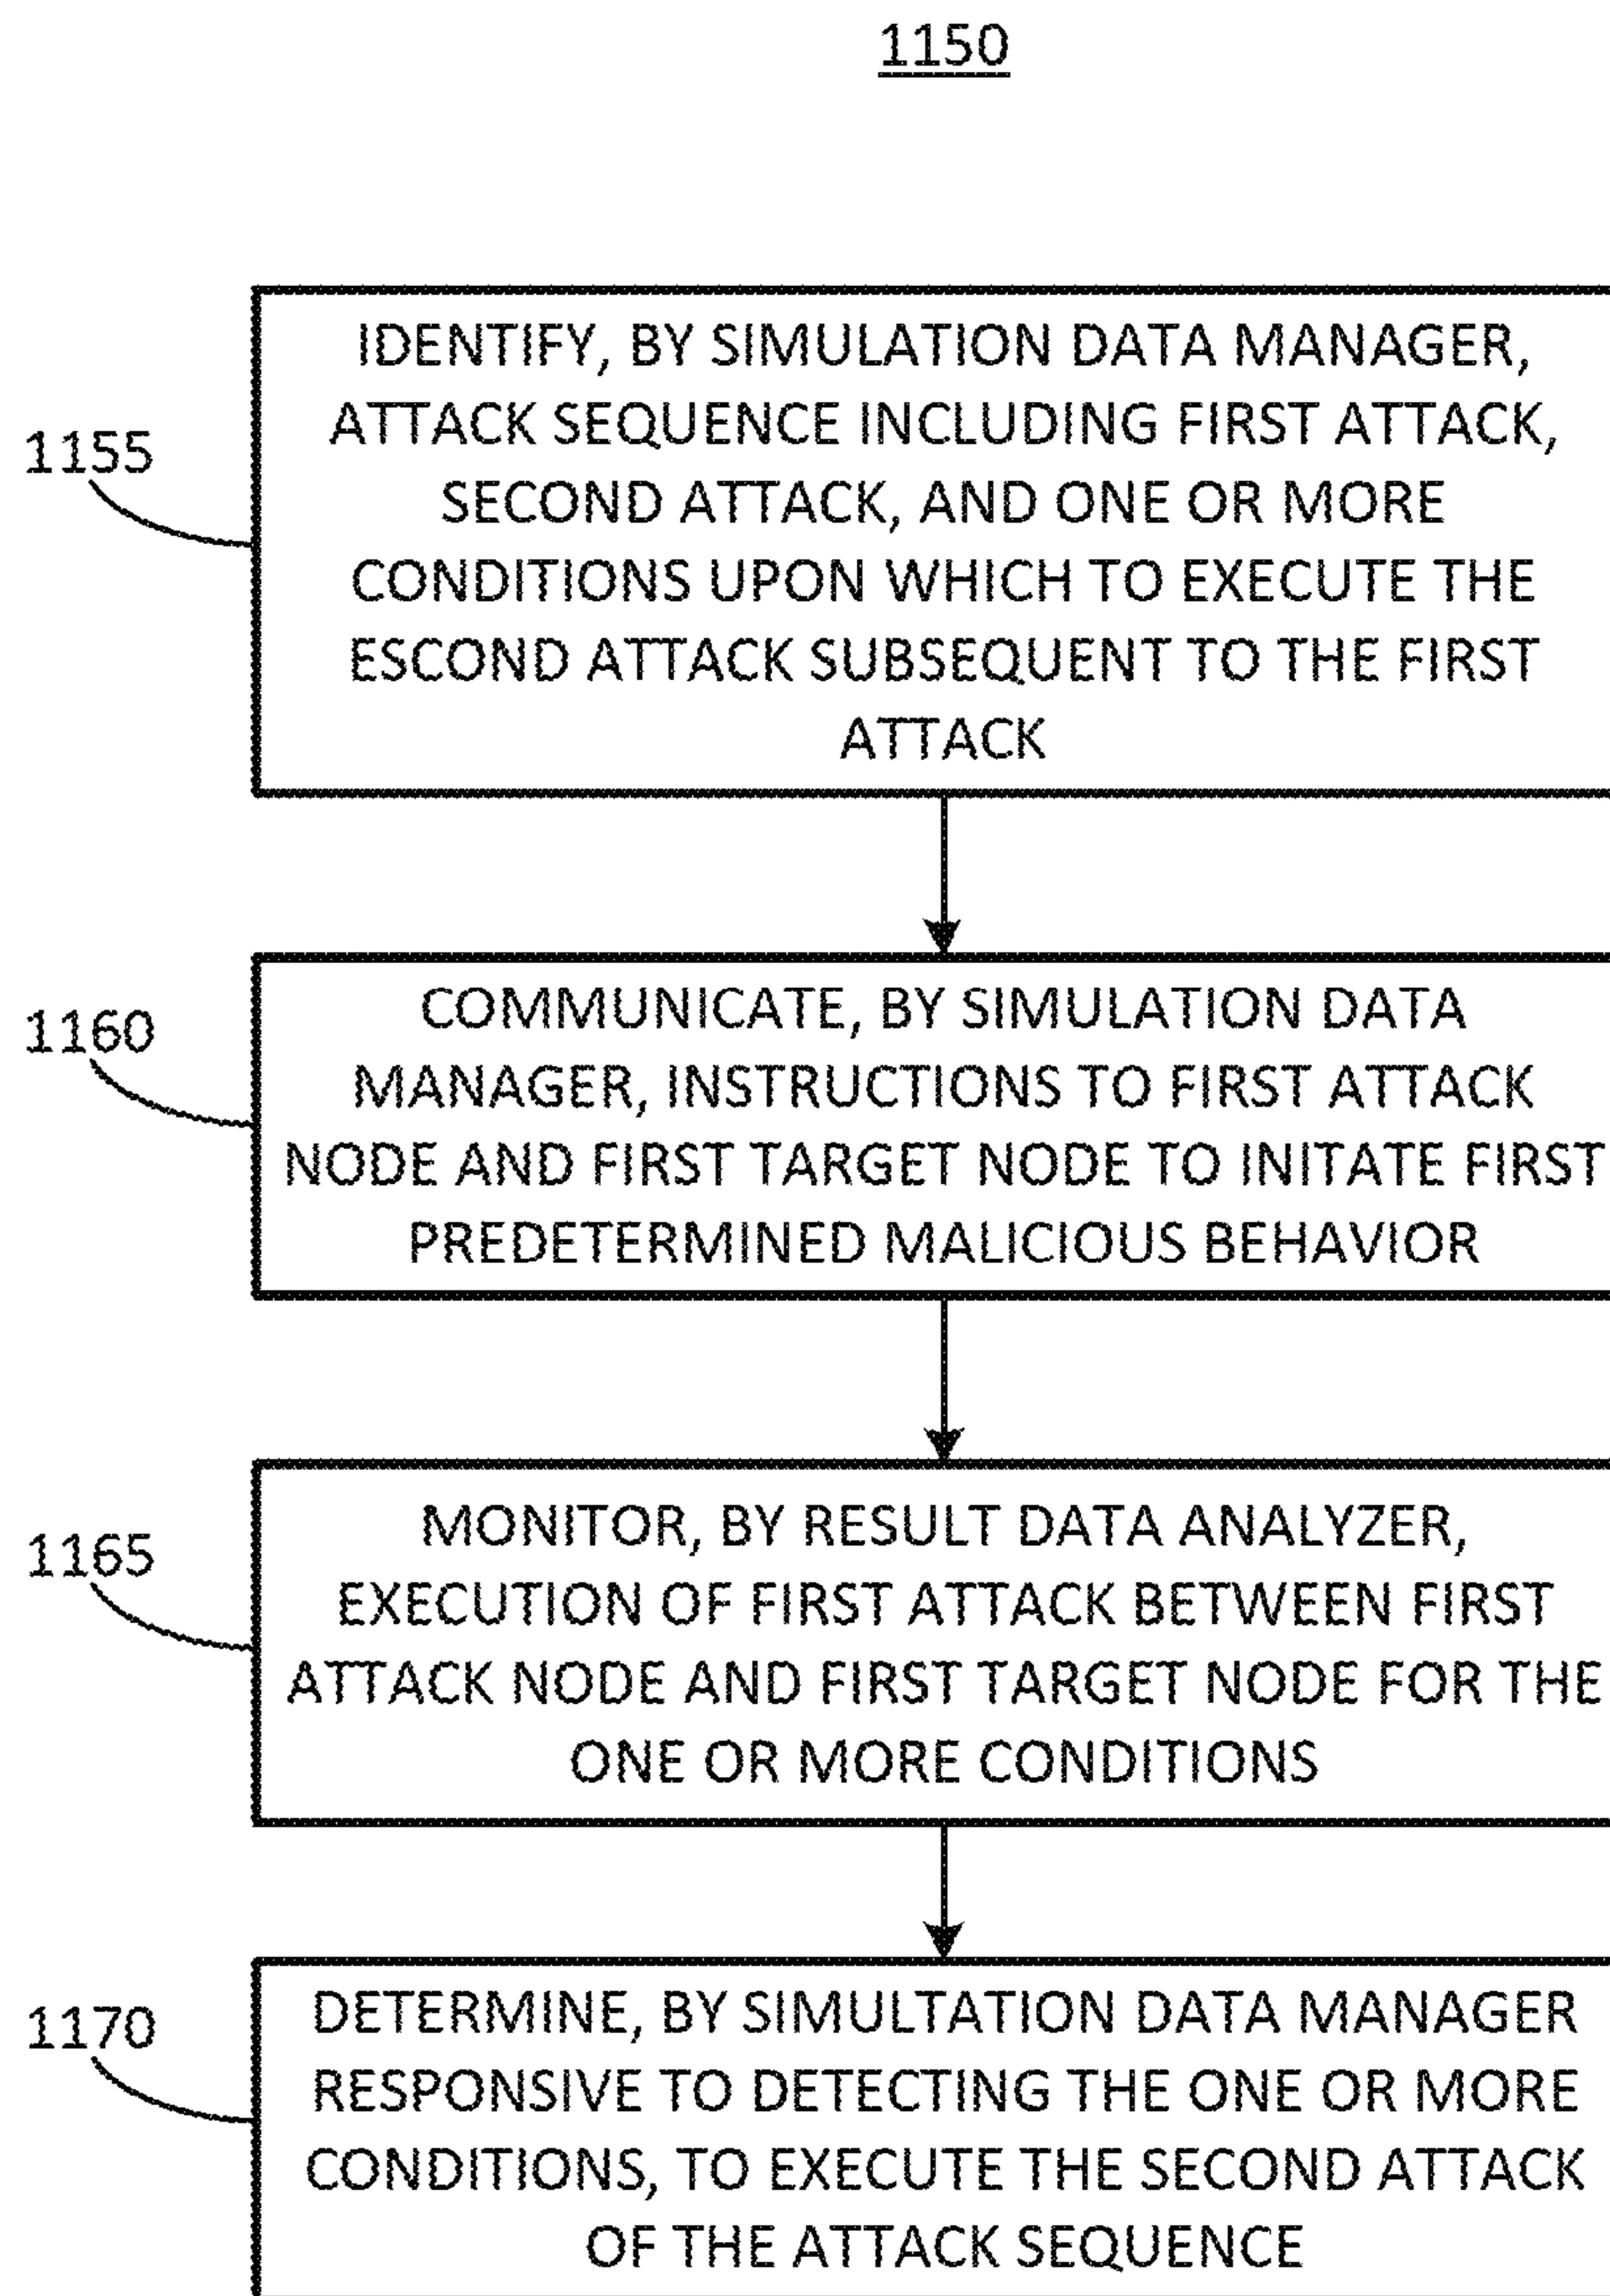 1150
IDENTIFY, BY SIMULATION DATA MANAGER,
ATTACK SEQUENCE INCLUDING FIRST ATTACK,
SECOND ATTACK, AND ONE OR MORE
CONDITIONS UPON WHICH TO EXECUTE THE
ESCOND ATTACK SUBSEQUENT TO THE FIRST
ATTACK
1155
COMMUNICATE, BY SIMULATION DATA
MANAGER, INSTRUCTIONS TO FIRST ATTACK
NODE AND FIRST TARGET NODE TO INITATE FIRST
PREDETERMINED MALICIOUS BEHAVIOR
1160
MONITOR, BY RESULT DATA ANALYZER,
EXECUTION OF FIRST ATTACK BETWEEN FIRST
ATTACK NODE AND FIRST TARGET NODE FOR THE
ONE OR MORE CONDITIONS
1165
DETERMINE, BY SIMULTATION DATA MANAGER
RESPONSIVE TO DETECTING THE ONE OR MORE
CONDITIONS, TO EXECUTE THE SECOND ATTACK
OF THE ATTACK SEQUENCE
1170